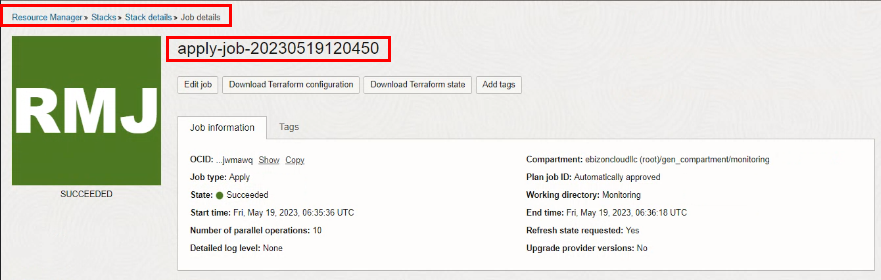 Resource Manager » Stacks » Stack details » Job details
apply-job-20230519120450
RMJ
SUCCEEDED
Edit job Download Terraform configuration Download Terraform state Add tags
Job information Tags
OCID: ...jwmawq Show Copy
Job type: Apply
State: Succeeded
Start time: Fri, May 19, 2023, 06:35:36 UTC
Number of parallel operations: 10
Detailed log level: None
Compartment: ebizoncloudllc (root)/gen_compartment/monitoring
Plan job ID: Automatically approved
Working directory: Monitoring
End time: Fri, May 19, 2023, 06:36:18 UTC
Refresh state requested: Yes
Upgrade provider versions: No